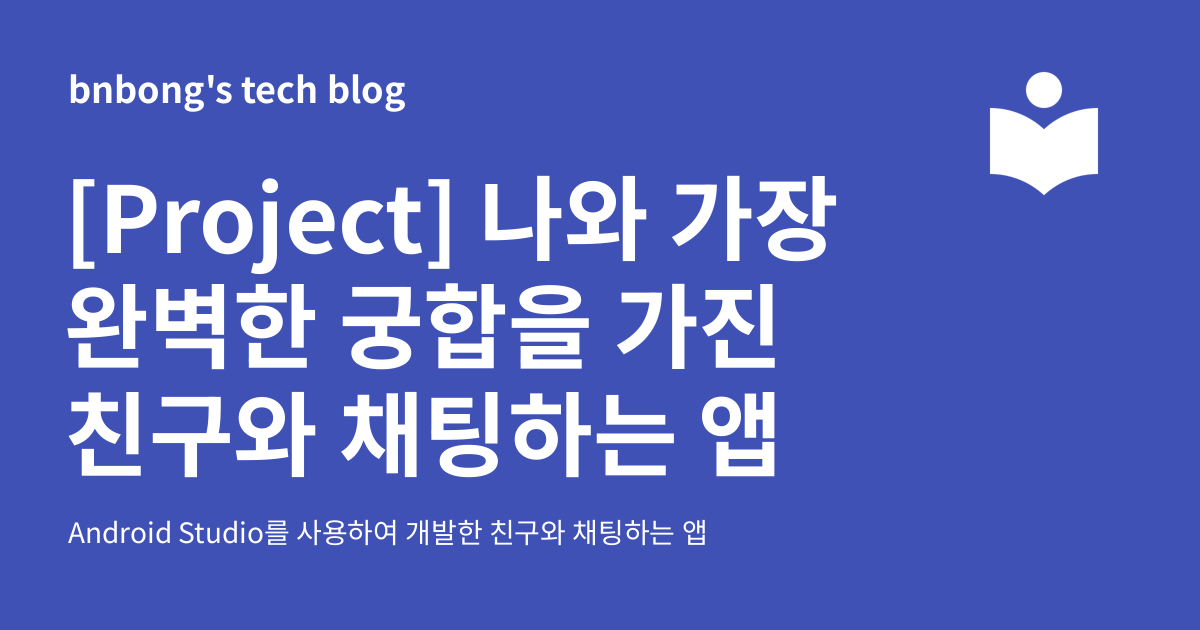 bnbong's tech blog
[Project] 나와 가장
완벽한 궁합을 가진
친구와 채팅하는 앱
Android Studio를 사용하여 개발한 친구와 채팅하는 앱